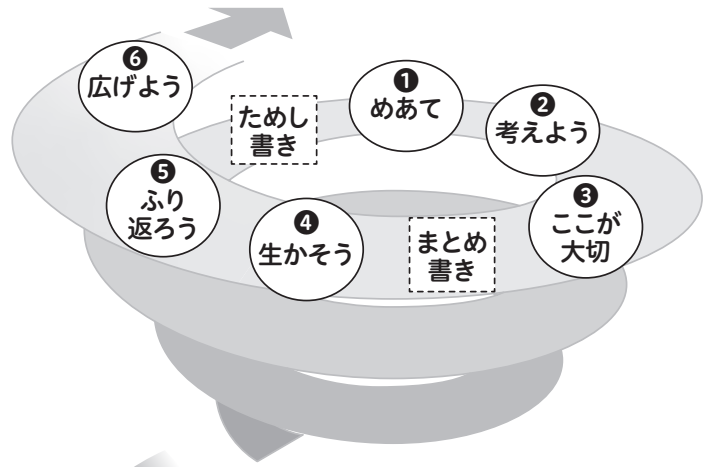 ❶
めあて
❷
考えよう
❸
ここが
大切
まとめ
書き
❹
生かそう
❺
ふり
返ろう
❻
広げよう
ためし
書き